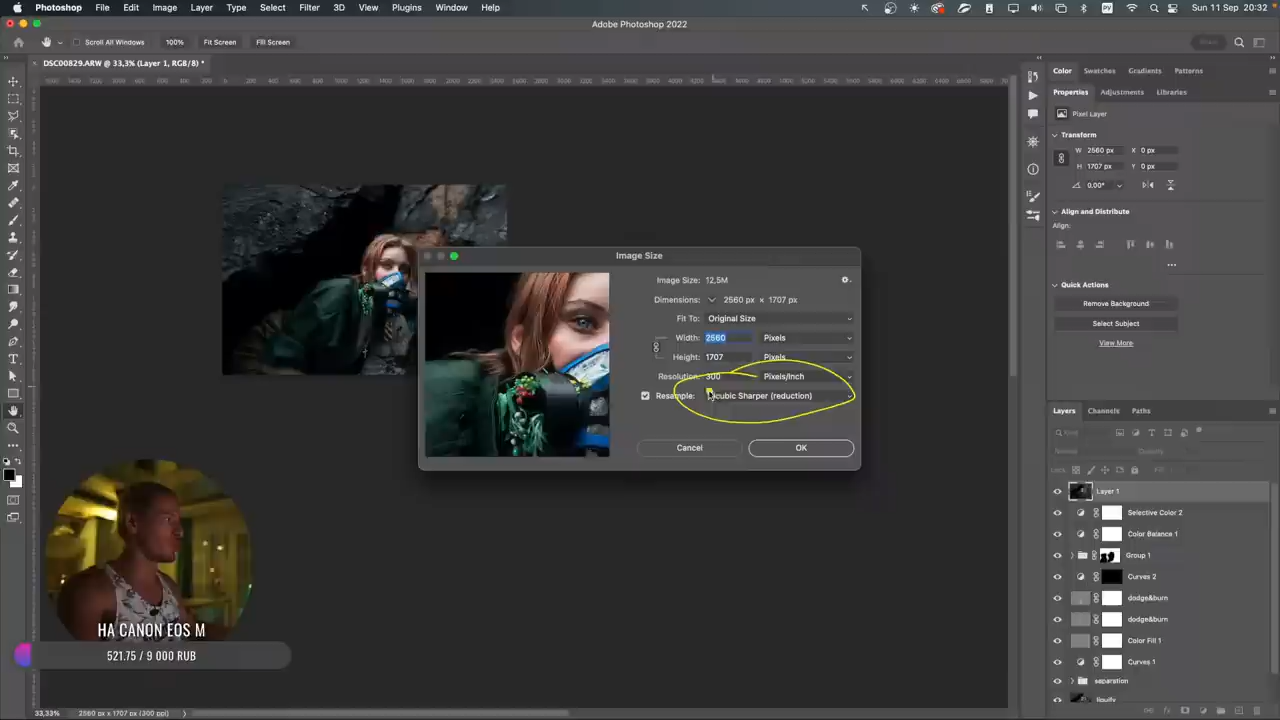 Photoshop File Edit Image Layer Type Select Filter 3D View Plugins Window Help Sun 11 Sep 20:32
Adobe Photoshop 2022
Scroll All Windows 100% Fit Screen Fill Screen
DSC00829.ARW @ 33,3% (Layer 1, RGB/8) *
Color Swatches Gradients Patterns
Properties Adjustments Libraries
Pixel Layer
Transform
W 2560 px X 0 px
H 1707 px Y 0 px
0.00°
Align and Distribute
Align:
Quick Actions
Remove Background
Select Subject
View More
Image Size
Image Size: 12,5M
Dimensions: 2560 px × 1707 px
Fit To: Original Size
Width: 2560 Pixels
Height: 1707 Pixels
Resolution: 300 Pixels/Inch
Resample: cubic Sharper (reduction)
Cancel OK
Layers Channels Paths
Kind
Normal Opacity:
Lock: Fill:
Layer 1
Selective Color 2
Color Balance 1
Group 1
Curves 2
dodge&burn
dodge&burn
Color Fill 1
Curves 1
separation
liquify
НА CANON EOS M
521.75 / 9 000 RUB
33,33% 2560 px x 1707 px (300 ppi)